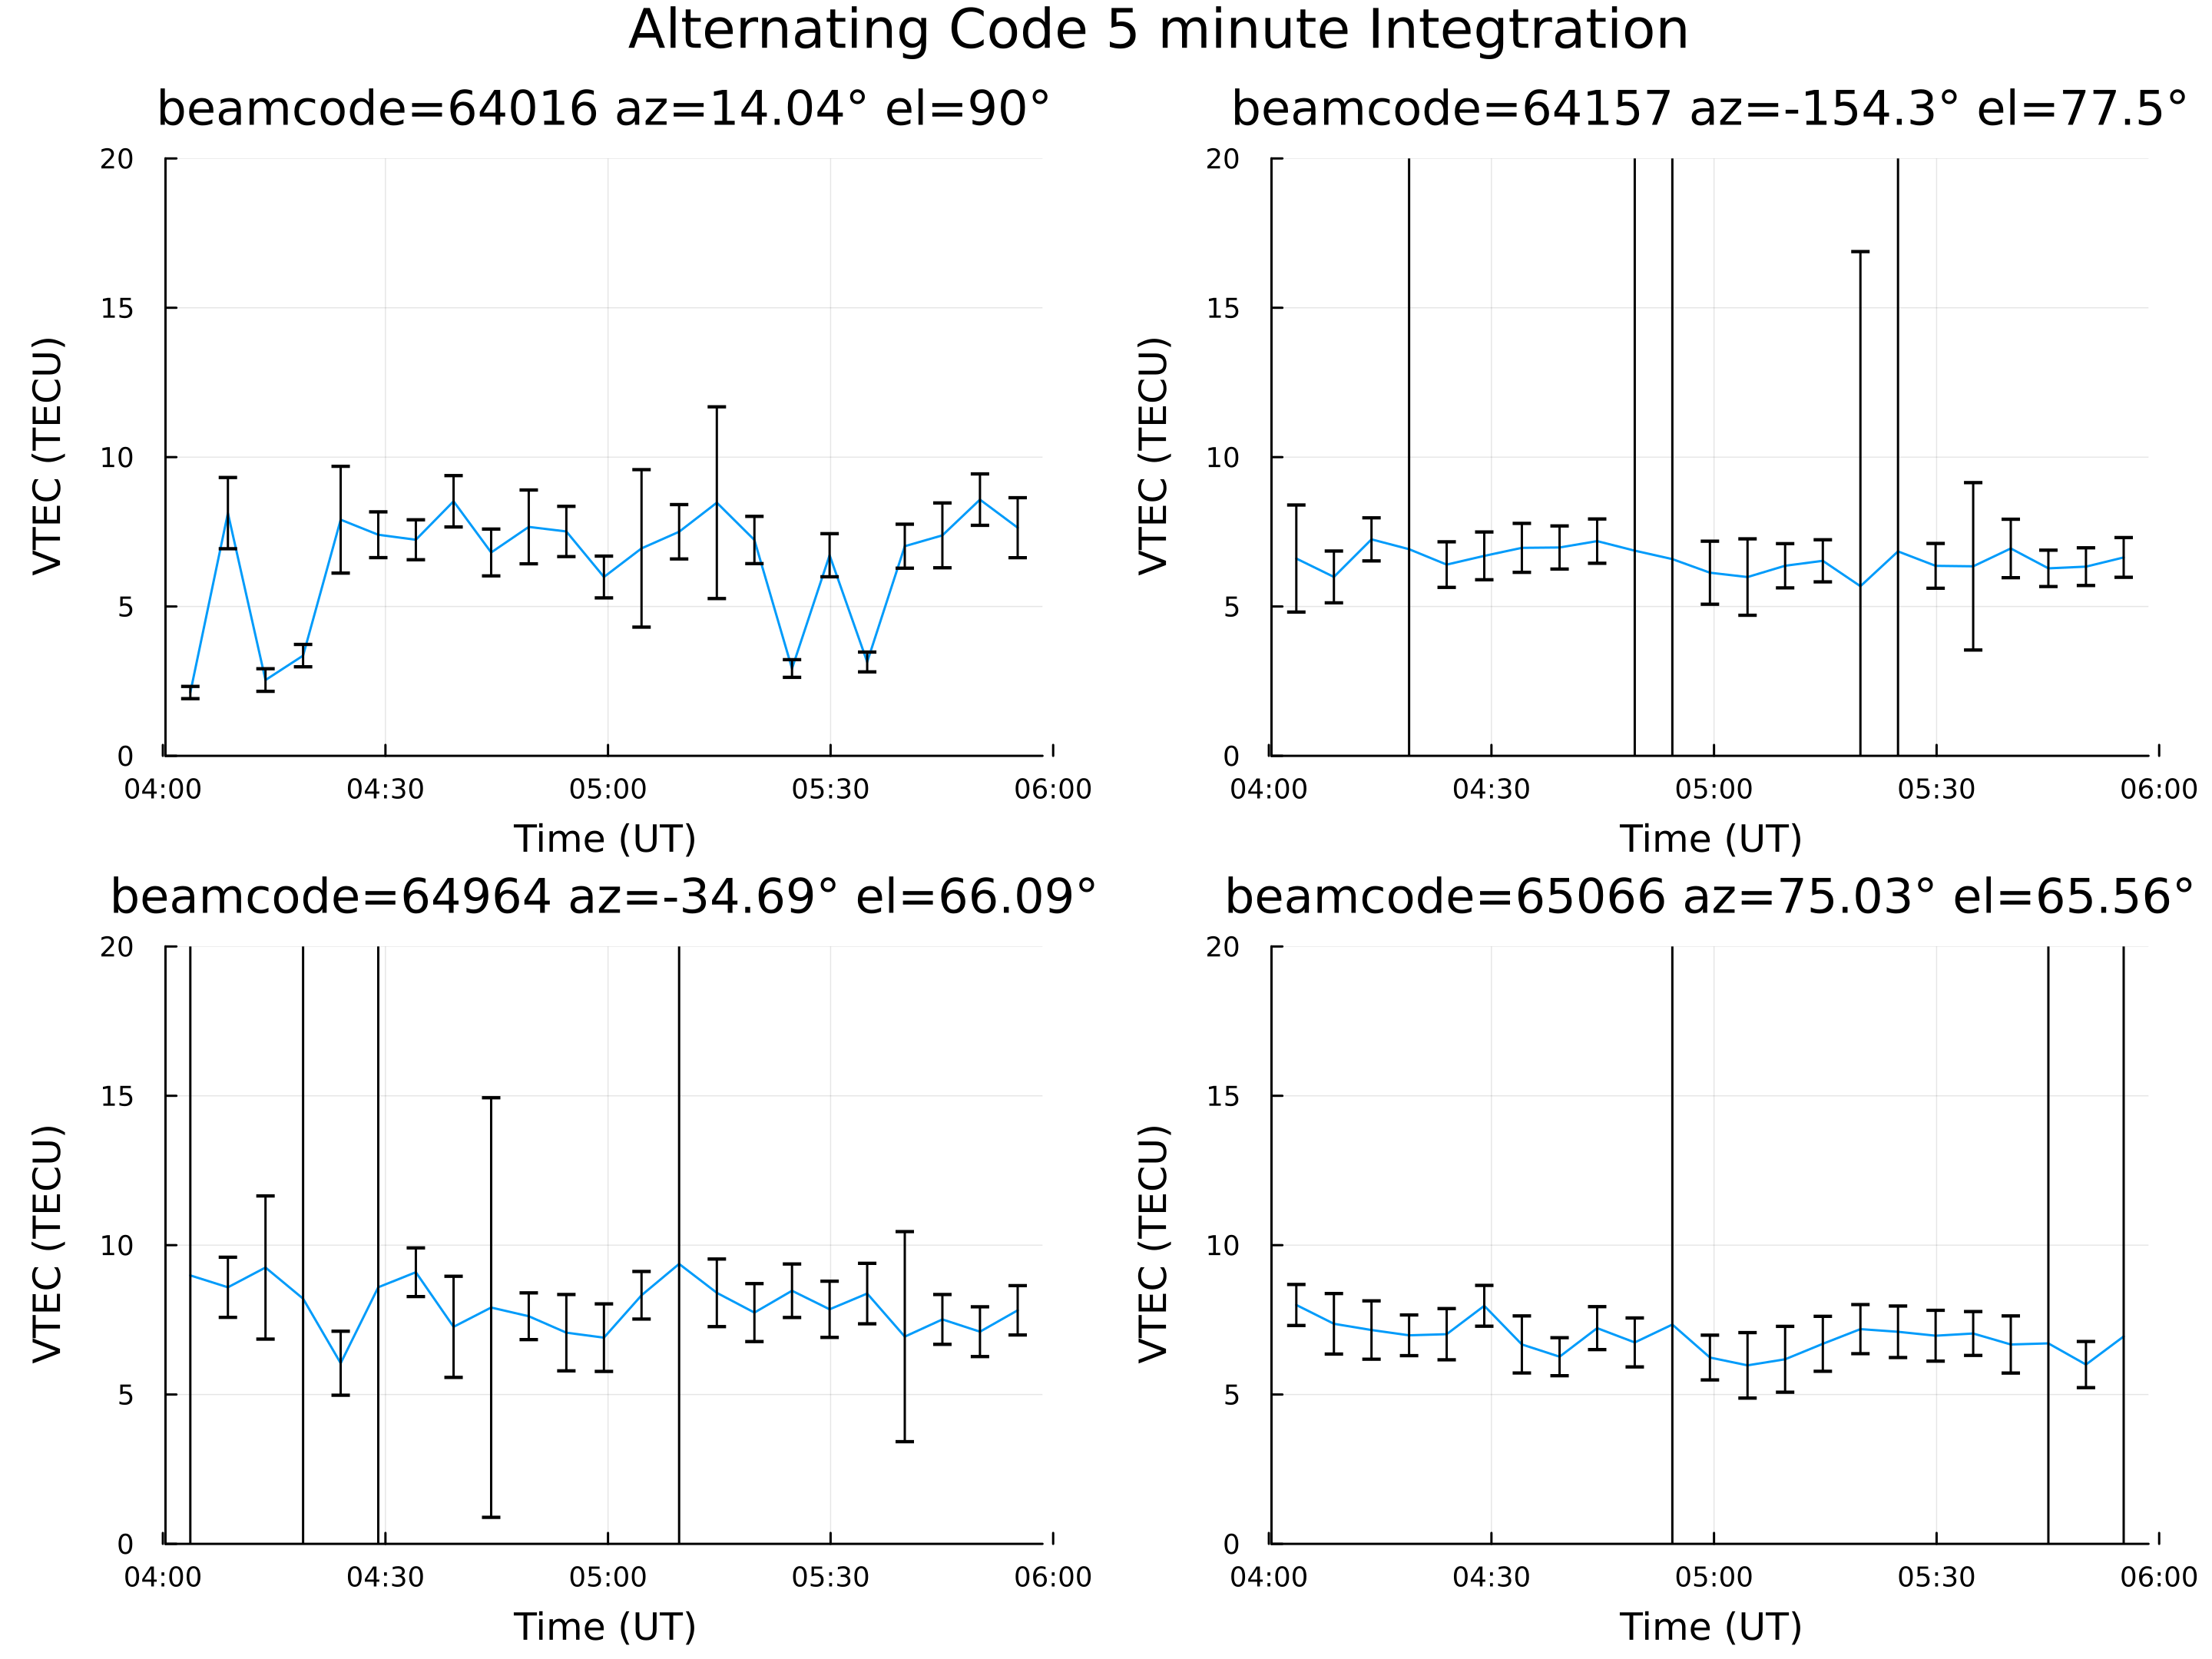 Alternating Code 5 minute Integtration
beamcode=64016 az=14.04° el=90°
VTEC (TECU)
20
15
10
5
0
04:00 04:30 05:00 05:30 06:00
Time (UT)
beamcode=64157 az=-154.3° el=77.5°
VTEC (TECU)
20
15
10
5
0
04:00 04:30 05:00 05:30 06:00
Time (UT)
beamcode=64964 az=-34.69° el=66.09°
VTEC (TECU)
20
15
10
5
0
04:00 04:30 05:00 05:30 06:00
Time (UT)
beamcode=65066 az=75.03° el=65.56°
VTEC (TECU)
20
15
10
5
0
04:00 04:30 05:00 05:30 06:00
Time (UT)